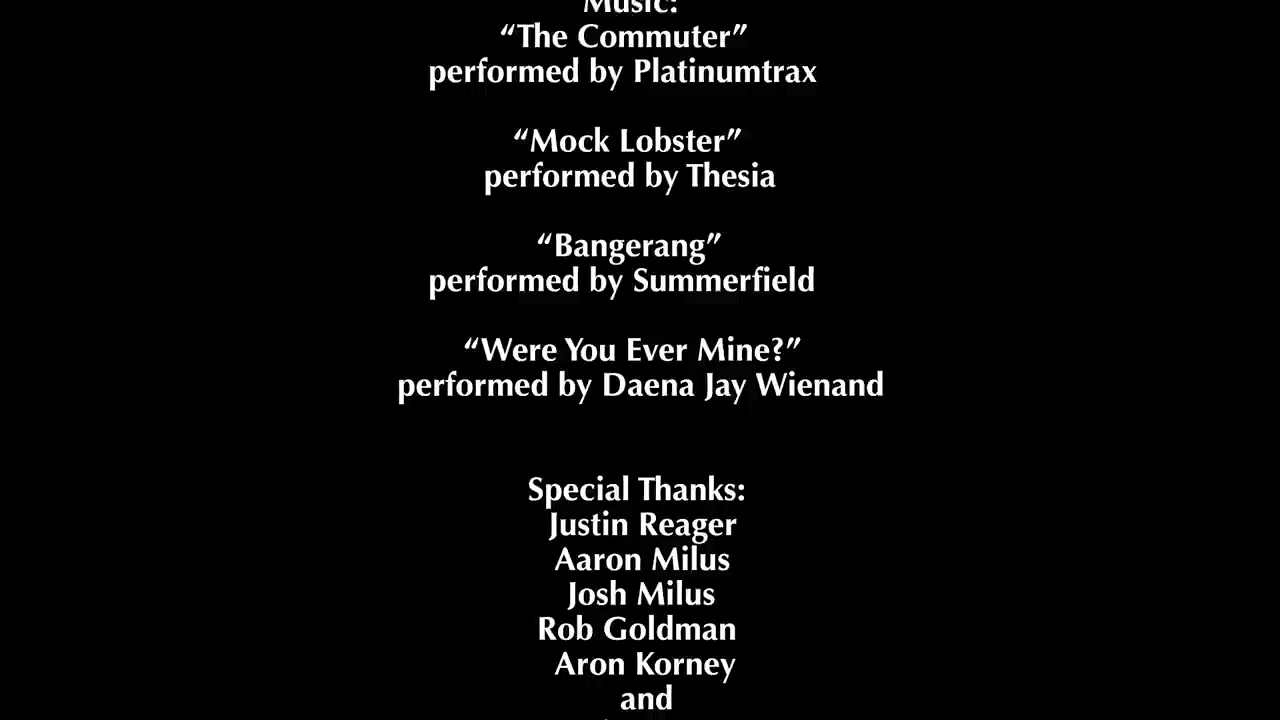 Music:
“The Commuter”
performed by Platinumtrax
“Mock Lobster”
performed by Thesia
“Bangerang”
performed by Summerfield
“Were You Ever Mine?”
performed by Daena Jay Wienand
Special Thanks:
Justin Reager
Aaron Milus
Josh Milus
Rob Goldman
Aron Korney
and